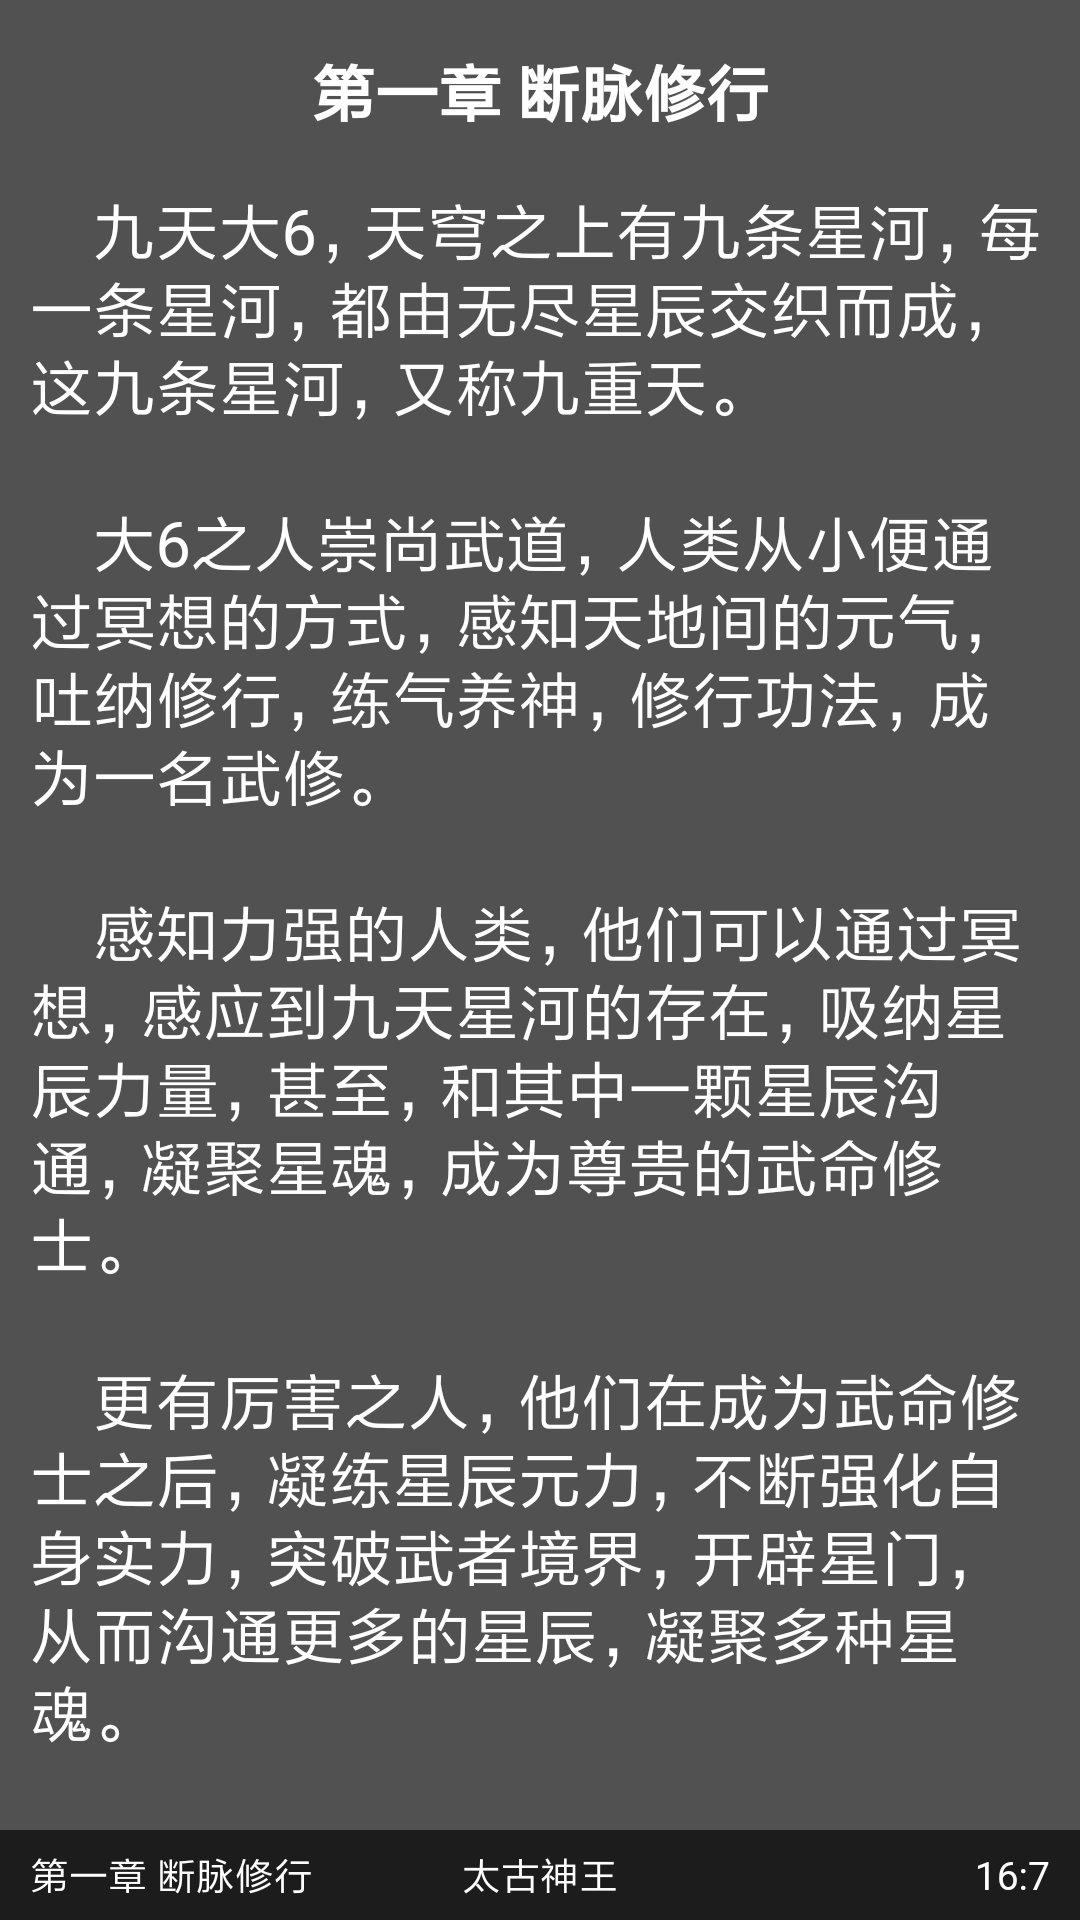 第一章 断脉修行
九天大6，天穹之上有九条星河，每
一条星河，都由无尽星辰交织而成，
这九条星河，又称九重天。
大6之人崇尚武道，人类从小便通
过冥想的方式，感知天地间的元气，
吐纳修行，练气养神，修行功法，成
为一名武修。
感知力强的人类，他们可以通过冥
想，感应到九天星河的存在，吸纳星
辰力量，甚至，和其中一颗星辰沟
通，凝聚星魂，成为尊贵的武命修
士。
更有厉害之人，他们在成为武命修
士之后，凝练星辰元力，不断强化自
身实力，突破武者境界，开辟星门，
从而沟通更多的星辰，凝聚多种星
魂。
第一章 断脉修行 太古神王 16:7